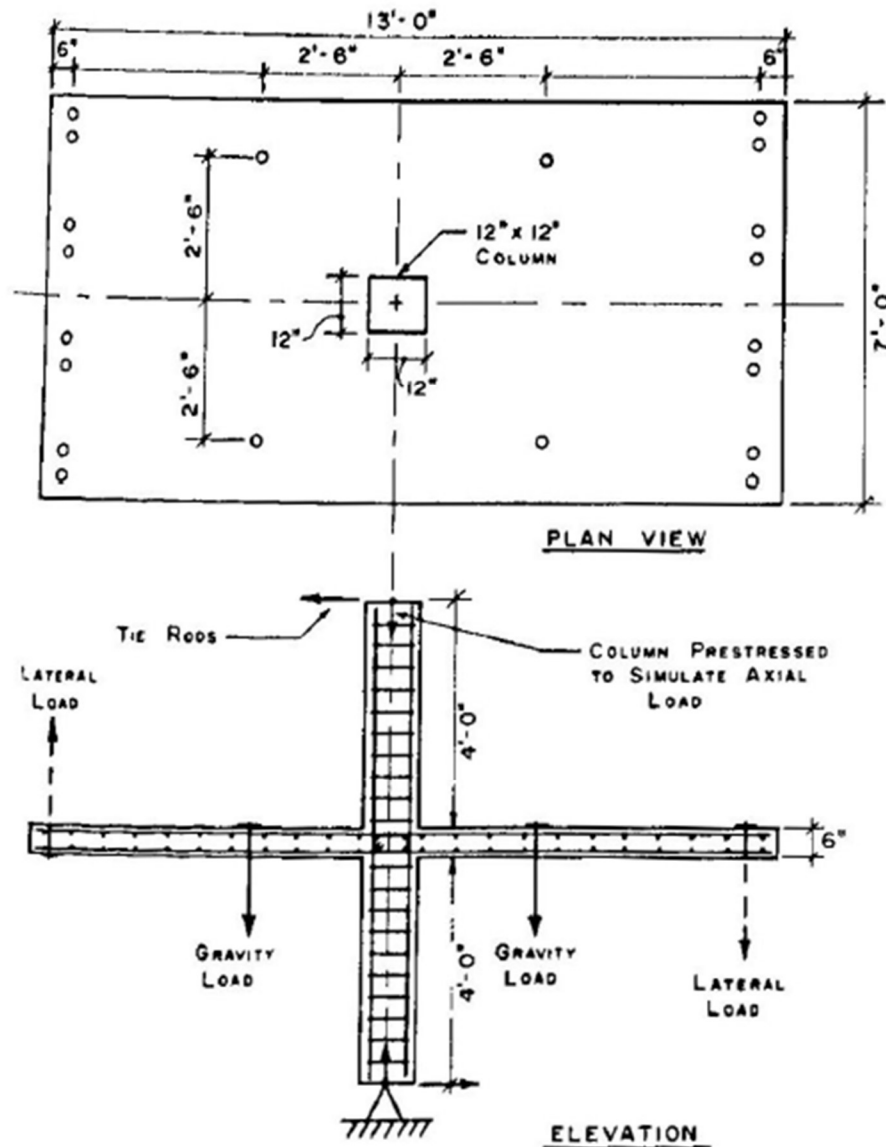 13'-0"
6"
2'-6"
2'-6"
6"
2'-6"
12" x 12"
COLUMN
12"
12"
2'-6"
7'-0"
PLAN VIEW
TIE RODS
COLUMN PRESTRESSED
TO SIMULATE AXIAL
LOAD
LATERAL
LOAD
4'-0"
6"
GRAVITY
LOAD
GRAVITY
LOAD
LATERAL
LOAD
4'-0"
ELEVATION